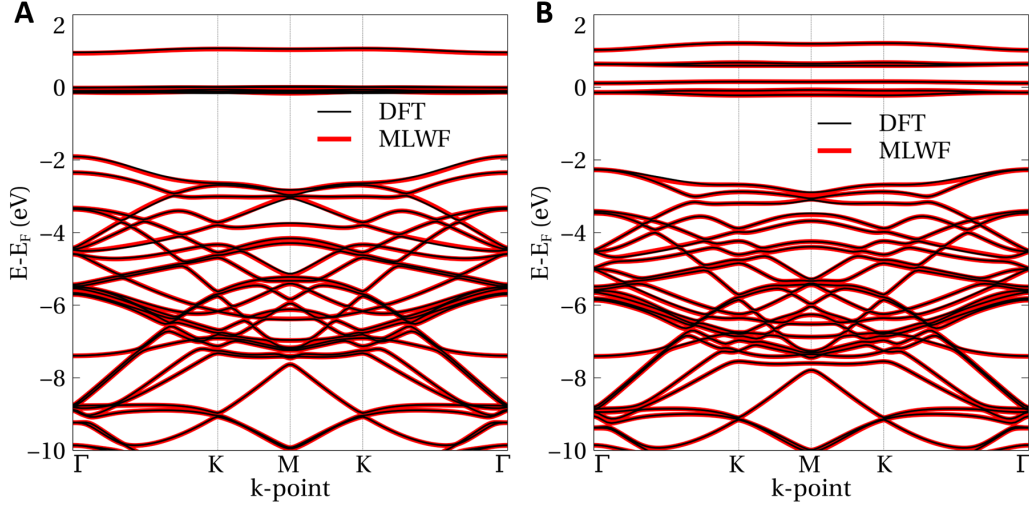 A
2
0
−2
−4
−6
−8
−10
E-E_F (eV)
DFT
MLWF
Γ K M K Γ
k-point
B
2
0
−2
−4
−6
−8
−10
E-E_F (eV)
DFT
MLWF
Γ K M K Γ
k-point